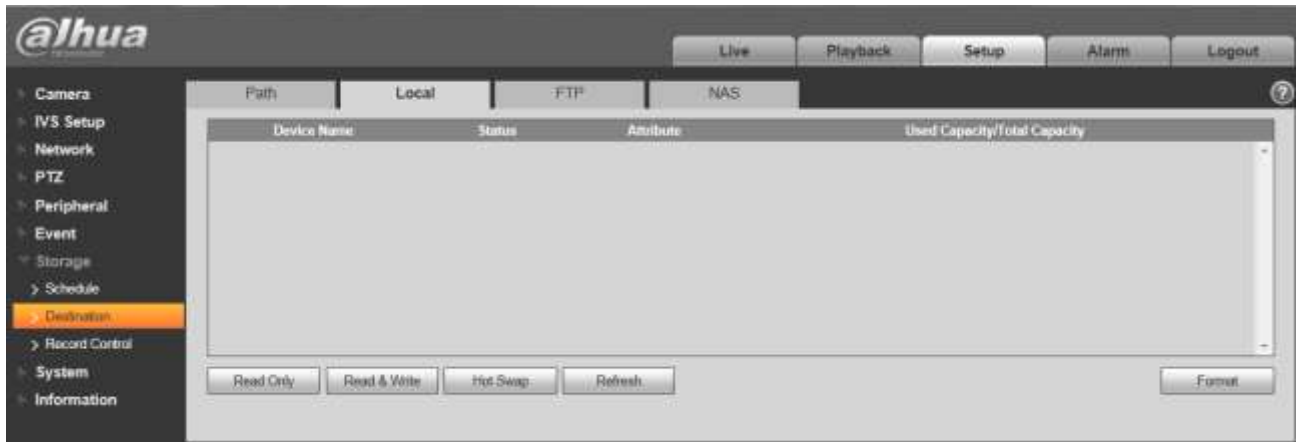 alhua
Live Playback Setup Alarm Logout
Path Local FTP NAS
?
Camera
IVS Setup
Network
PTZ
Peripheral
Event
Storage
Schedule
Destination
Record Control
System
Information
Device Name Status Attribute Used Capacity/Total Capacity
Read Only Read & Write Hot Swap Refresh Format